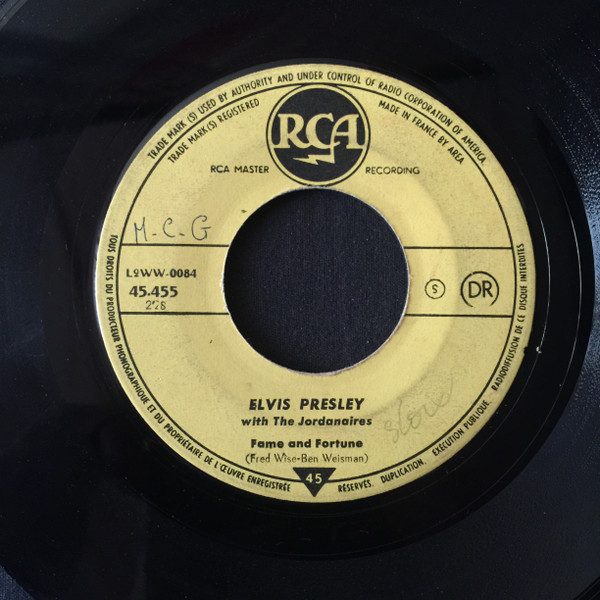 TRADE MARK (S) USED BY AUTHORITY AND UNDER CONTROL OF RADIO CORPORATION OF AMERICA.
TRADE MARK(S) REGISTERED
MADE IN FRANCE BY AREA
RCA
RCA MASTER RECORDING
M-C-G
L2WW-0084
45.455
S
DR
ELVIS PRESLEY
with The Jordanaires
slow
Fame and Fortune
(Fred Wise-Ben Weisman)
45
TOUS DROITS DU PRODUCTEUR PHONOGRAPHIQUE ET DU PROPRIÉTAIRE DE L'ŒUVRE ENREGISTRÉE RÉSERVÉS. DUPLICATION. EXÉCUTION PUBLIQUE. RADIODIFFUSION DE CE DISQUE INTERDITES